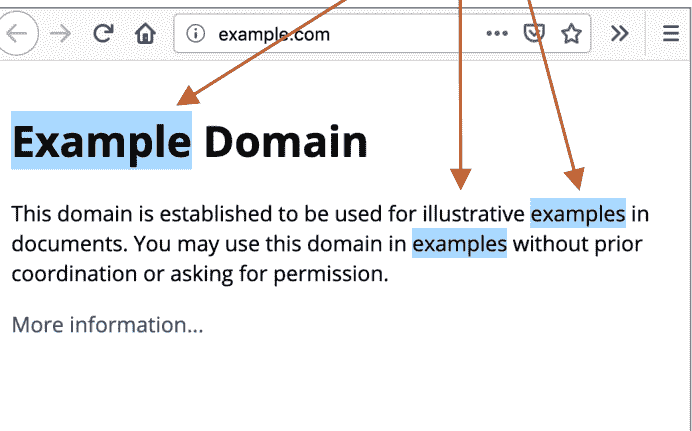 example.com
Example Domain
This domain is established to be used for illustrative examples in
documents. You may use this domain in examples without prior
coordination or asking for permission.
More information...